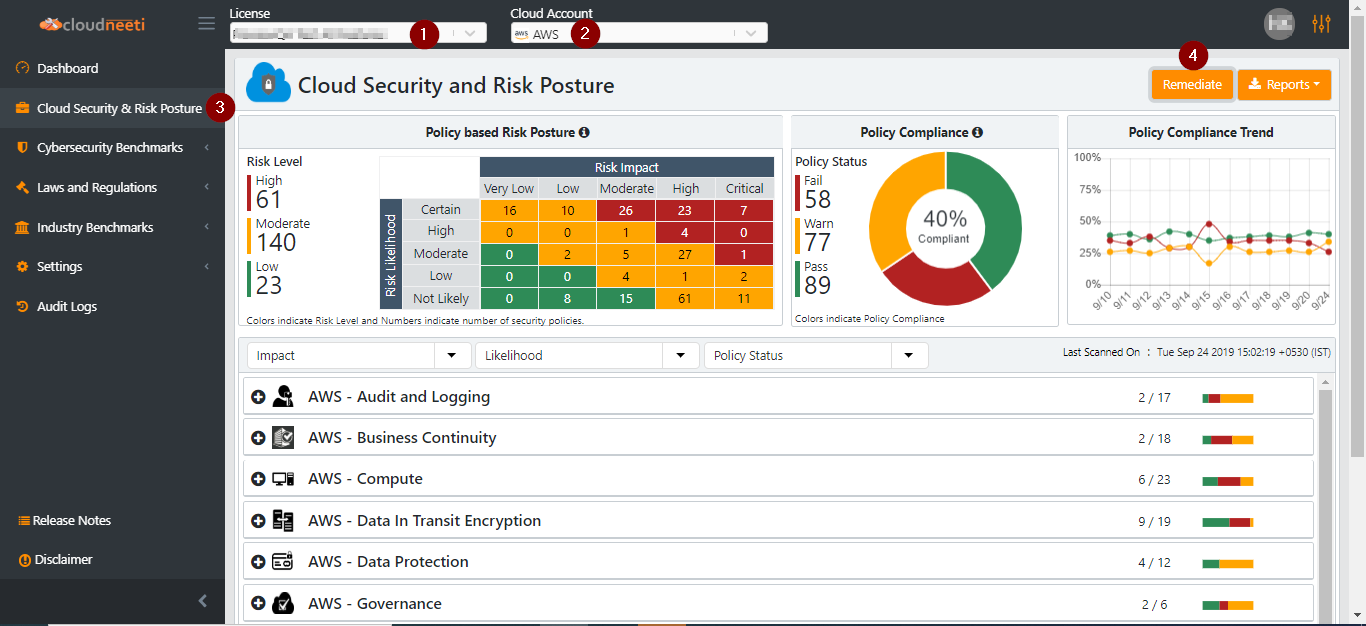 cloudneeti
License
Cloud Account
1
aws AWS
2
Dashboard
Cloud Security & Risk Posture
3
Cybersecurity Benchmarks
Laws and Regulations
Industry Benchmarks
Settings
Audit Logs
Release Notes
Disclaimer
Cloud Security and Risk Posture
4
Remediate
Reports
Policy based Risk Posture
Risk Level
High
61
Moderate
140
Low
23
Risk Impact
Very Low Low Moderate High Critical
Risk Likelihood
Certain 16 10 26 23 7
High 0 0 1 4 0
Moderate 0 2 5 27 1
Low 0 0 4 1 2
Not Likely 0 8 15 61 11
Colors indicate Risk Level and Numbers indicate number of security policies.
Policy Compliance
Policy Status
Fail
58
Warn
77
Pass
89
40%
Compliant
Colors indicate Policy Compliance
Policy Compliance Trend
100%
75%
50%
25%
0%
9/10 9/11 9/12 9/13 9/14 9/15 9/16 9/17 9/18 9/19 9/20 9/24
Impact
Likelihood
Policy Status
Last Scanned On : Tue Sep 24 2019 15:02:19 +0530 (IST)
AWS - Audit and Logging 2 / 17
AWS - Business Continuity 2 / 18
AWS - Compute 6 / 23
AWS - Data In Transit Encryption 9 / 19
AWS - Data Protection 4 / 12
AWS - Governance 2 / 6